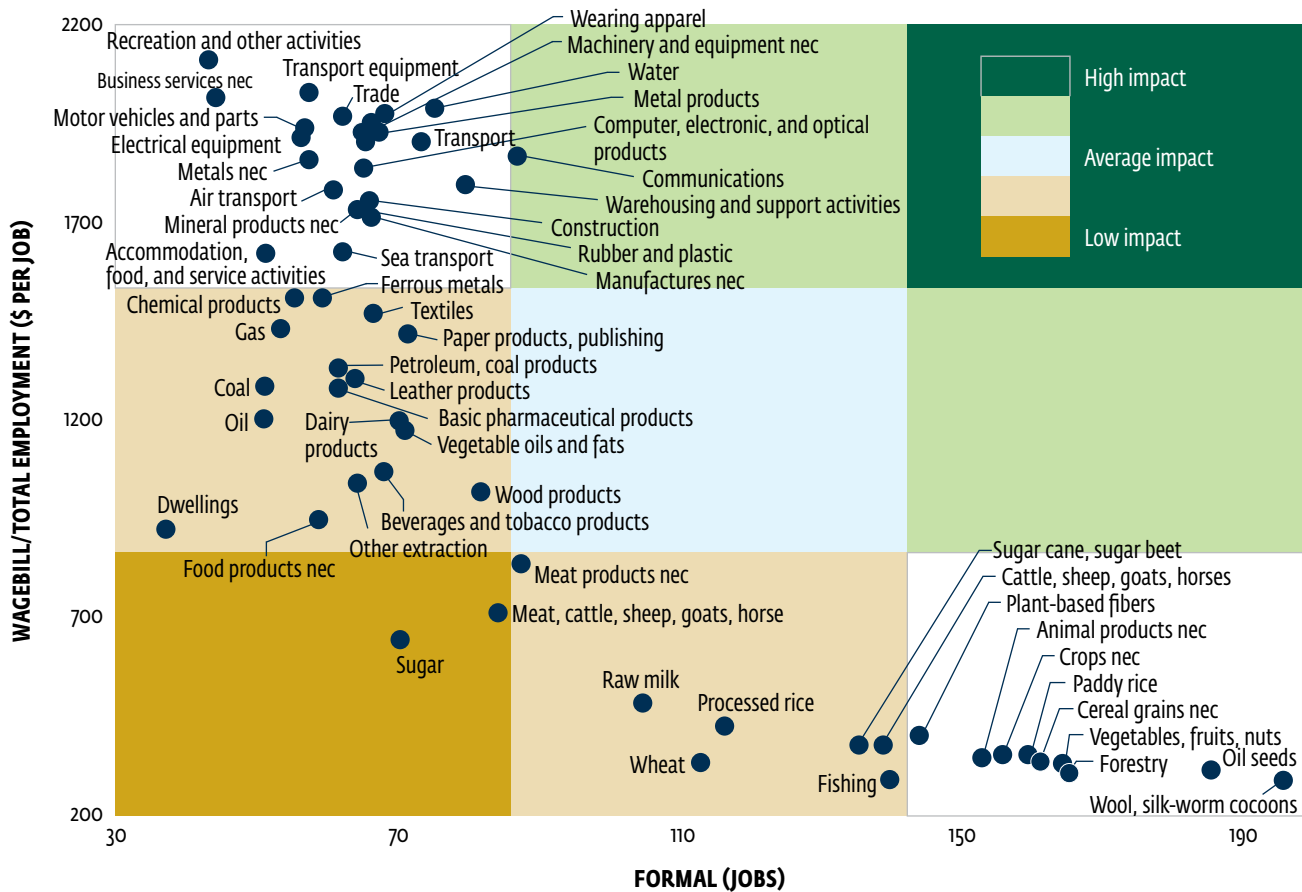 WAGEBILL/TOTAL EMPLOYMENT ($ PER JOB)
2200
1700
1200
700
200
Wearing apparel
Recreation and other activities
Machinery and equipment nec
Business services nec
Transport equipment
Water
Trade
Metal products
Motor vehicles and parts
Computer, electronic, and optical
products
Electrical equipment
Transport
Metals nec
Communications
Air transport
Warehousing and support activities
Mineral products nec
Construction
Accommodation,
food, and service activities
Sea transport
Rubber and plastic
Ferrous metals
Manufactures nec
Chemical products
Textiles
Gas
Paper products, publishing
Petroleum, coal products
Coal
Leather products
Oil
Dairy
products
Basic pharmaceutical products
Vegetable oils and fats
Dwellings
Wood products
Beverages and tobacco products
Other extraction
Food products nec
Meat products nec
Meat, cattle, sheep, goats, horse
Sugar
Raw milk
Processed rice
Wheat
Fishing
Sugar cane, sugar beet
Cattle, sheep, goats, horses
Plant-based fibers
Animal products nec
Crops nec
Paddy rice
Cereal grains nec
Vegetables, fruits, nuts
Forestry
Oil seeds
Wool, silk-worm cocoons
High impact
Average impact
Low impact
30
70
110
150
190
FORMAL (JOBS)